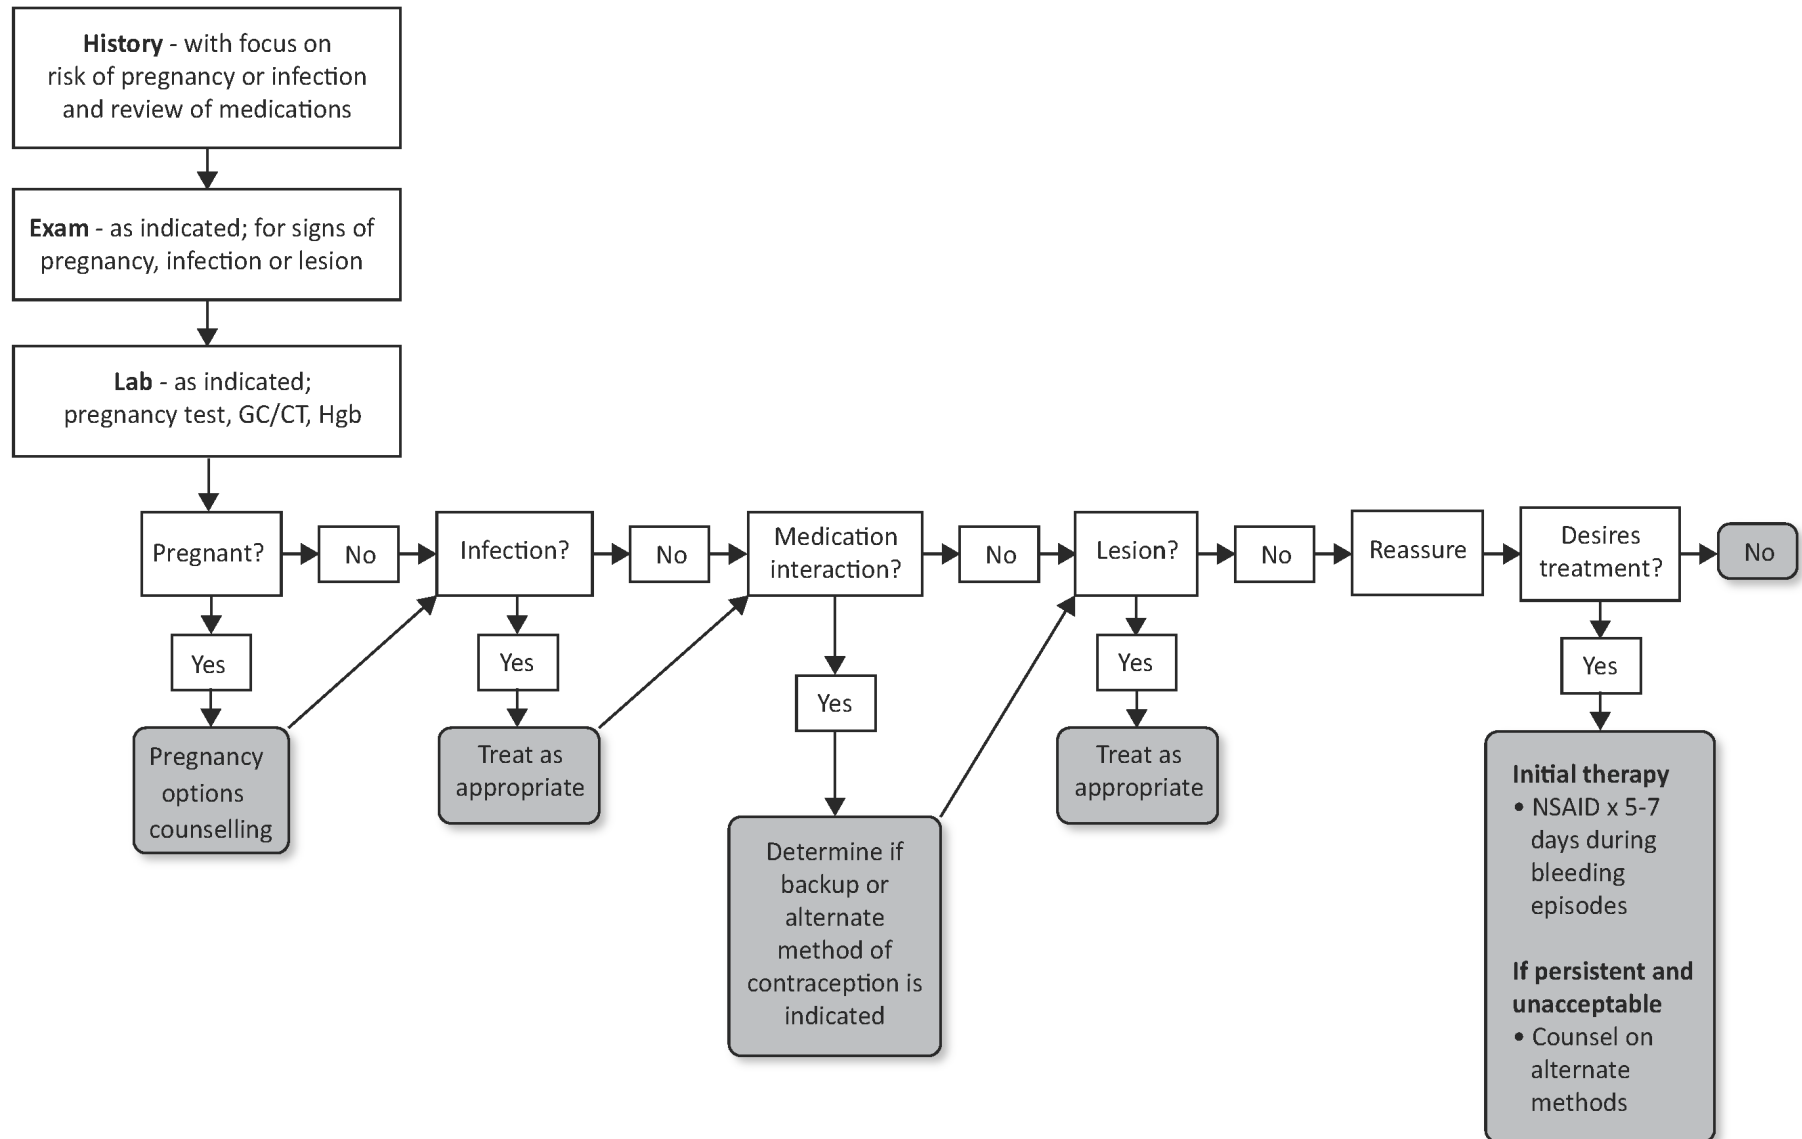 History - with focus on
risk of pregnancy or infection
and review of medications
Exam - as indicated; for signs of
pregnancy, infection or lesion
Lab - as indicated;
pregnancy test, GC/CT, Hgb
Pregnant?
No
Infection?
No
Medication
interaction?
No
Lesion?
No
Reassure
Desires
treatment?
No
Yes
Yes
Yes
Yes
Yes
Pregnancy
options
counselling
Treat as
appropriate
Determine if
backup or
alternate
method of
contraception is
indicated
Treat as
appropriate
Initial therapy
• NSAID x 5-7
days during
bleeding
episodes
If persistent and
unacceptable
• Counsel on
alternate
methods